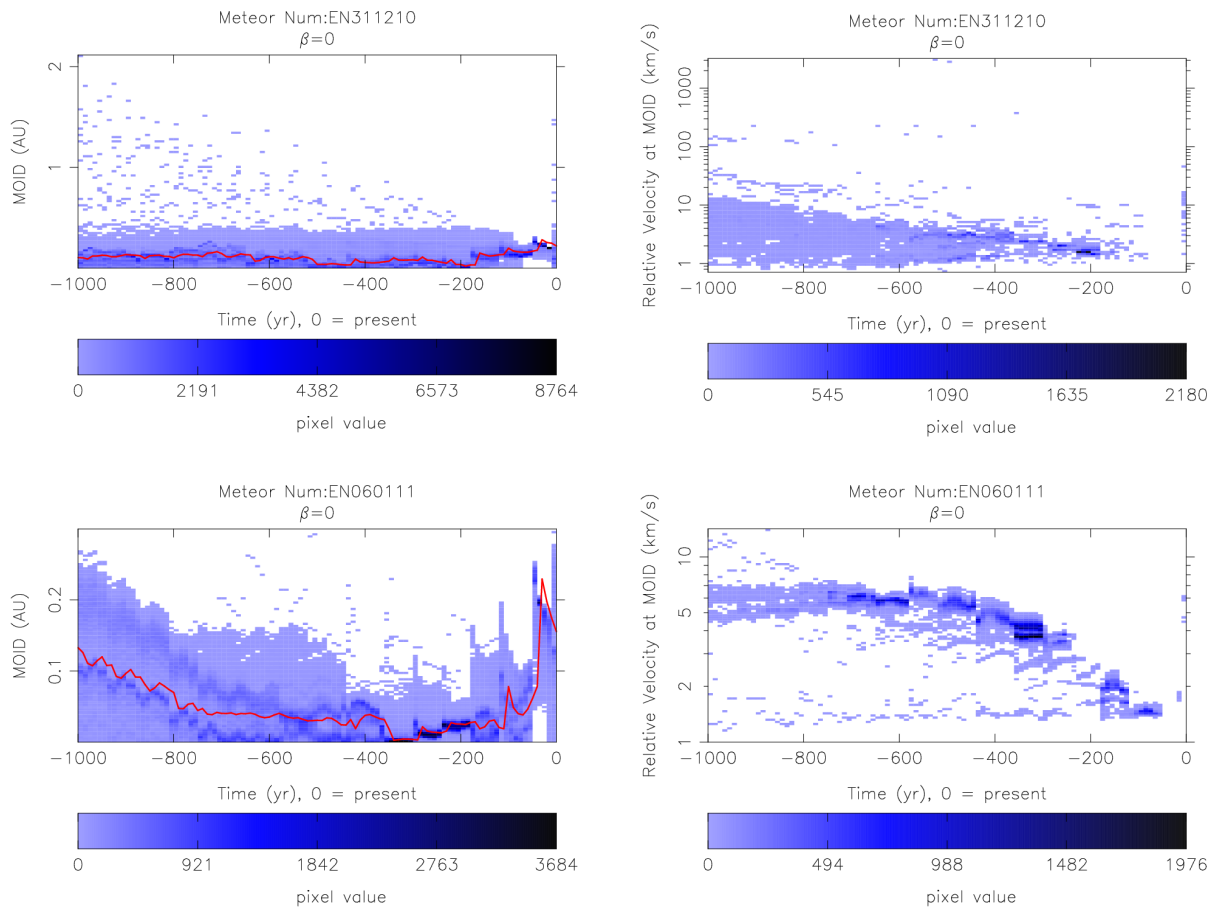 Meteor Num:EN311210
β=0
MOID (AU)
2
1
−1000 −800 −600 −400 −200 0
Time (yr), 0 = present
0 2191 4382 6573 8764
pixel value
Meteor Num:EN311210
β=0
Relative Velocity at MOID (km/s)
1000
100
10
1
−1000 −800 −600 −400 −200 0
Time (yr), 0 = present
0 545 1090 1635 2180
pixel value
Meteor Num:EN060111
β=0
MOID (AU)
0.2
0.1
−1000 −800 −600 −400 −200 0
Time (yr), 0 = present
0 921 1842 2763 3684
pixel value
Meteor Num:EN060111
β=0
Relative Velocity at MOID (km/s)
10
5
2
1
−1000 −800 −600 −400 −200 0
Time (yr), 0 = present
0 494 988 1482 1976
pixel value